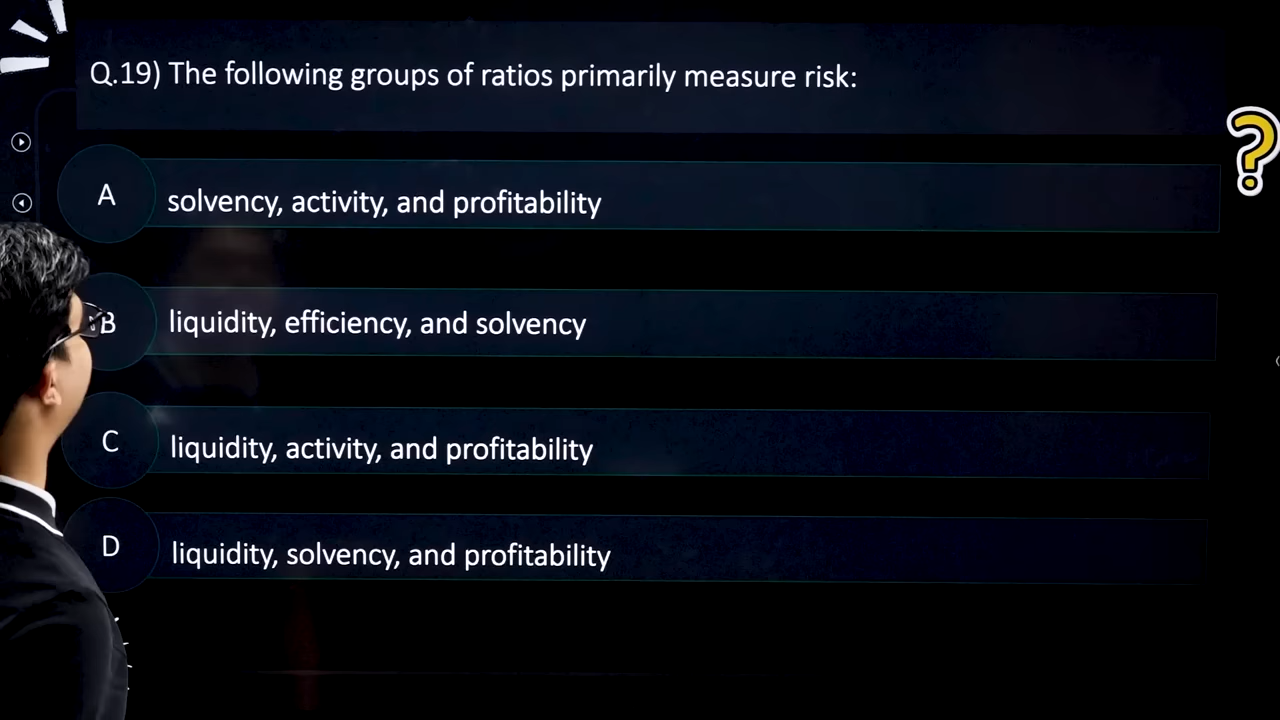 Q.19) The following groups of ratios primarily measure risk:
A
solvency, activity, and profitability
B
liquidity, efficiency, and solvency
C
liquidity, activity, and profitability
D
liquidity, solvency, and profitability
?